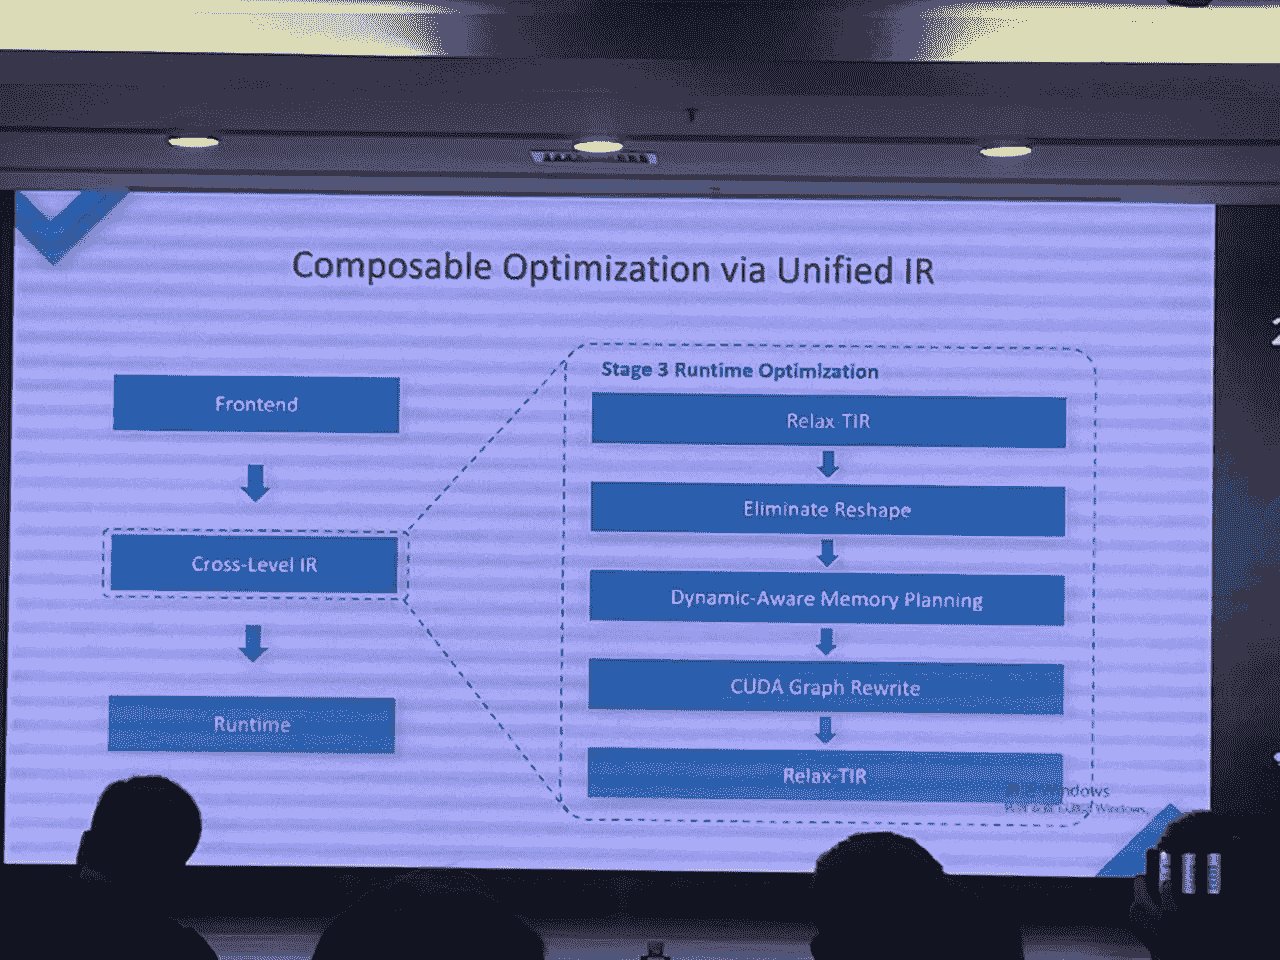 Composable Optimization via Unified IR
Frontend
Cross-Level IR
Runtime
Stage 3 Runtime Optimization
Relax-TIR
Eliminate Reshape
Dynamic-Aware Memory Planning
CUDA Graph Rewrite
Relax-TIR
Windows